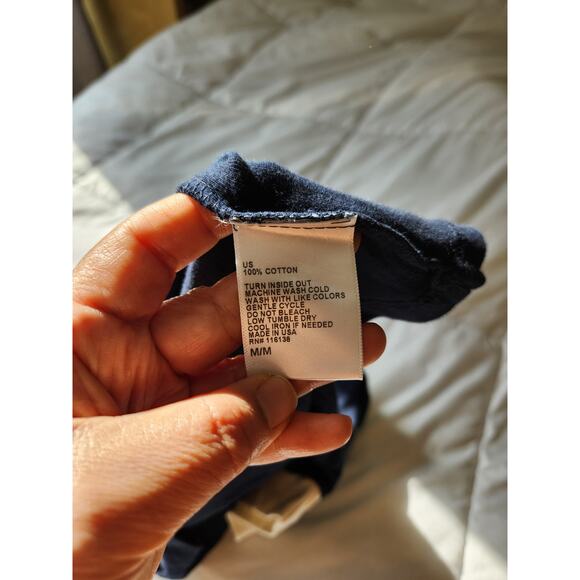 US
100% COTTON
TURN INSIDE OUT
MACHINE WASH COLD
WASH WITH LIKE COLORS
GENTLE CYCLE
DO NOT BLEACH
LOW TUMBLE DRY
COOL IRON IF NEEDED
MADE IN USA
RN# 116138
M/M